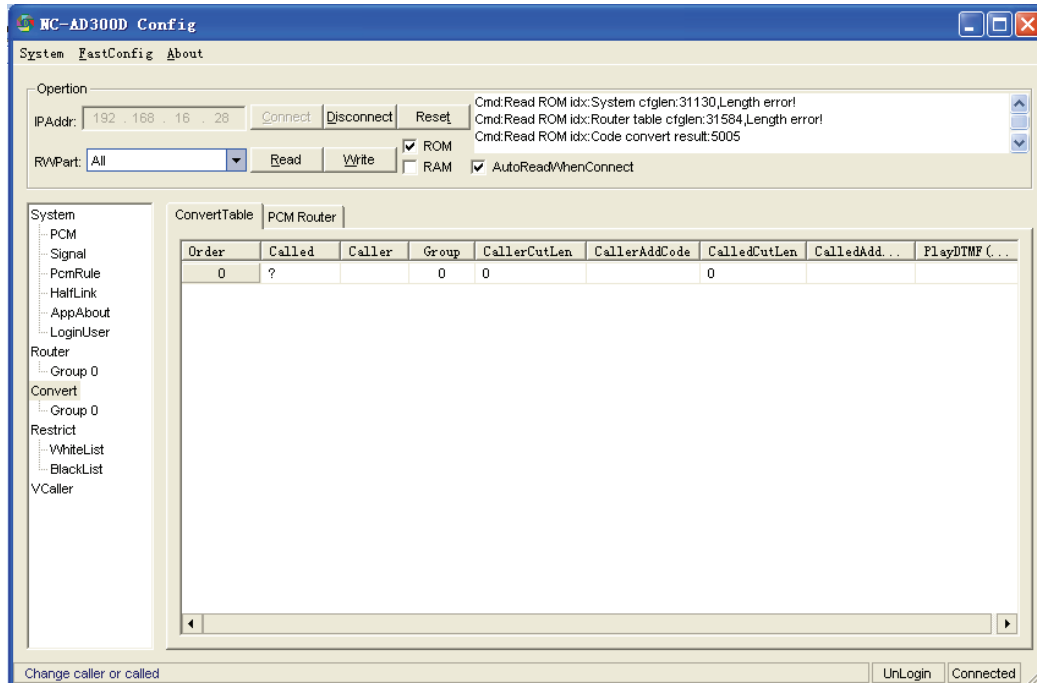 NC-AD300D Config
System FastConfig About
Opertion
IPAddr: 192 . 168 . 16 . 28 Connect Disconnect Reset
Cmd:Read ROM idx:System cfglen:31130,Length error!
Cmd:Read ROM idx:Router table cfglen:31584,Length error!
Cmd:Read ROM idx:Code convert result:5005
RWPart: All Read Write ROM
RAM AutoReadWhenConnect
System
PCM
Signal
PcmRule
HalfLink
AppAbout
LoginUser
Router
Group 0
Convert
Group 0
Restrict
WhiteList
BlackList
VCaller
ConvertTable PCM Router
Order Called Caller Group CallerCutLen CallerAddCode CalledCutLen CalledAdd... PlayDTMF(...
0 ? 0 0 0
Change caller or called UnLogin Connected